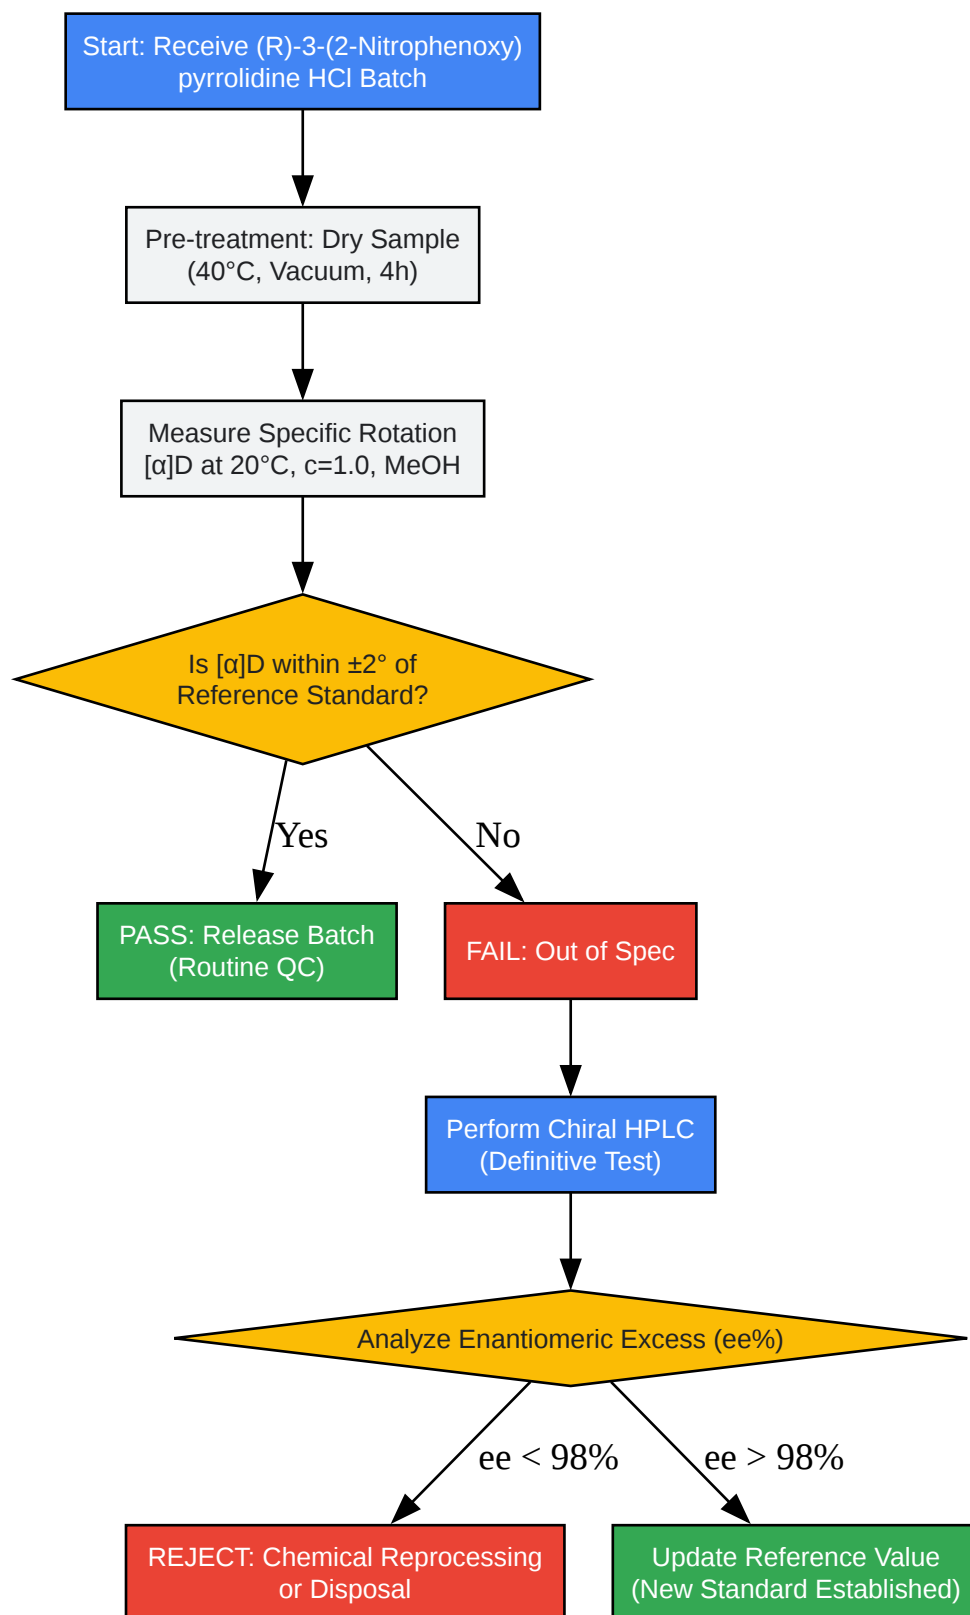 Start: Receive (R)-3-(2-Nitrophenoxy)
pyrrolidine HCl Batch
Pre-treatment: Dry Sample
(40°C, Vacuum, 4h)
Measure Specific Rotation
[α]D at 20°C, c=1.0, MeOH
Is [α]D within ±2° of
Reference Standard?
Yes
No
PASS: Release Batch
(Routine QC)
FAIL: Out of Spec
Perform Chiral HPLC
(Definitive Test)
Analyze Enantiomeric Excess (ee%)
ee < 98%
ee > 98%
REJECT: Chemical Reprocessing
or Disposal
Update Reference Value
(New Standard Established)